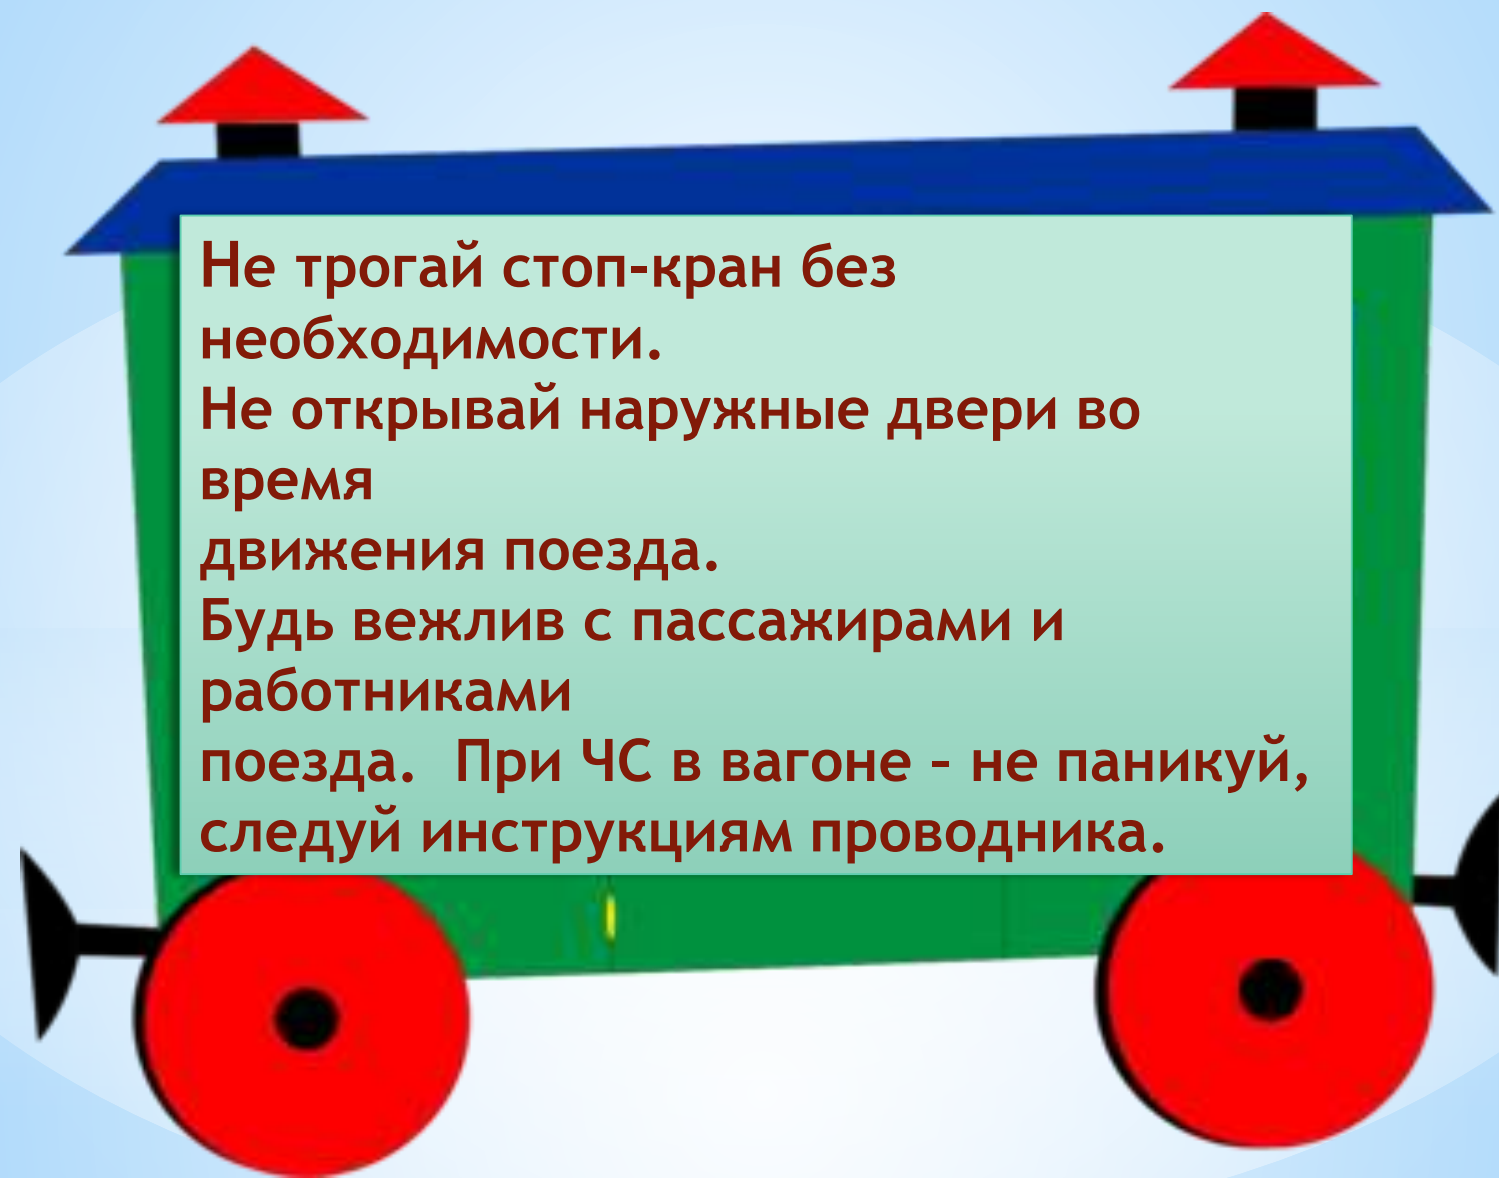 Не трогай стоп-кран без
необходимости.
Не открывай наружные двери во
время
движения поезда.
Будь вежлив с пассажирами и
работниками
поезда.  При ЧС в вагоне – не паникуй,
следуй инструкциям проводника.